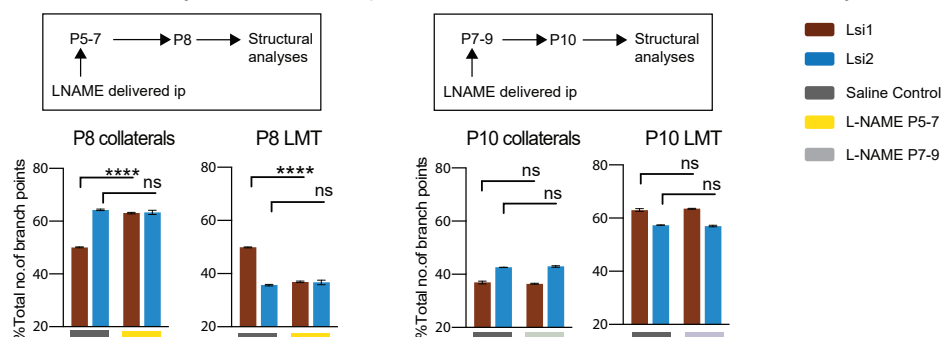 P5-7 P8 Structural
analyses
LNAME delivered ip
P7-9 P10 Structural
analyses
LNAME delivered ip
Lsi1
Lsi2
Saline Control
L-NAME P5-7
L-NAME P7-9
P8 collaterals
%Total no.of branch points
80
60
40
20
****
ns
P8 LMT
80
60
40
20
****
ns
P10 collaterals
%Total no.of branch points
80
60
40
20
ns
ns
P10 LMT
80
60
40
20
ns
ns